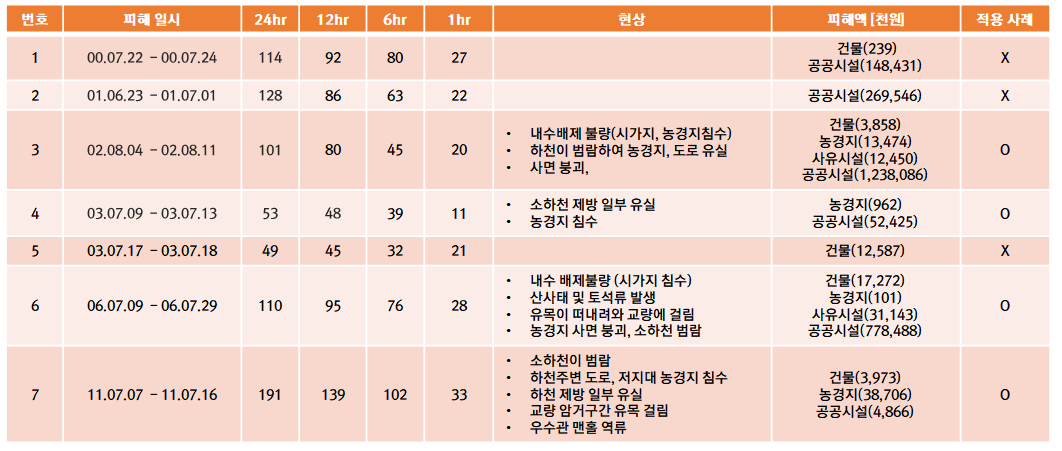 번호 피해 일시 24hr 12hr 6hr 1hr 현상 피해액 [천원] 적용 사례
1 00.07.22 – 00.07.24 114 92 80 27 건물(239) X
공공시설(148,431)
2 01.06.23 – 01.07.01 128 86 63 22 공공시설(269,546) X
3 02.08.04 – 02.08.11 101 80 45 20 O
• 내수배제 불량(시가지, 농경지침수)
• 하천이 범람하여 농경지, 도로 유실
• 사면 붕괴,
건물(3,858)
농경지(13,474)
사유시설(12,450)
공공시설(1,238,086)
4 03.07.09 – 03.07.13 53 48 39 11 O
• 소하천 제방 일부 유실
• 농경지 침수
농경지(962)
공공시설(52,425)
5 03.07.17 – 03.07.18 49 45 32 21 건물(12,587) X
6 06.07.09 – 06.07.29 110 95 76 28 O
• 내수 배제불량 (시가지 침수)
• 산사태 및 토석류 발생
• 유목이 떠내려와 교량에 걸림
• 농경지 사면 붕괴, 소하천 범람
건물(17,272)
농경지(101)
사유시설(31,143)
공공시설(778,488)
7 11.07.07 – 11.07.16 191 139 102 33 O
• 소하천이 범람
• 하천주변 도로, 저지대 농경지 침수
• 하천 제방 일부 유실
• 교량 암거구간 유목 걸림
• 우수관 맨홀 역류
건물(3,973)
농경지(38,706)
공공시설(4,866)